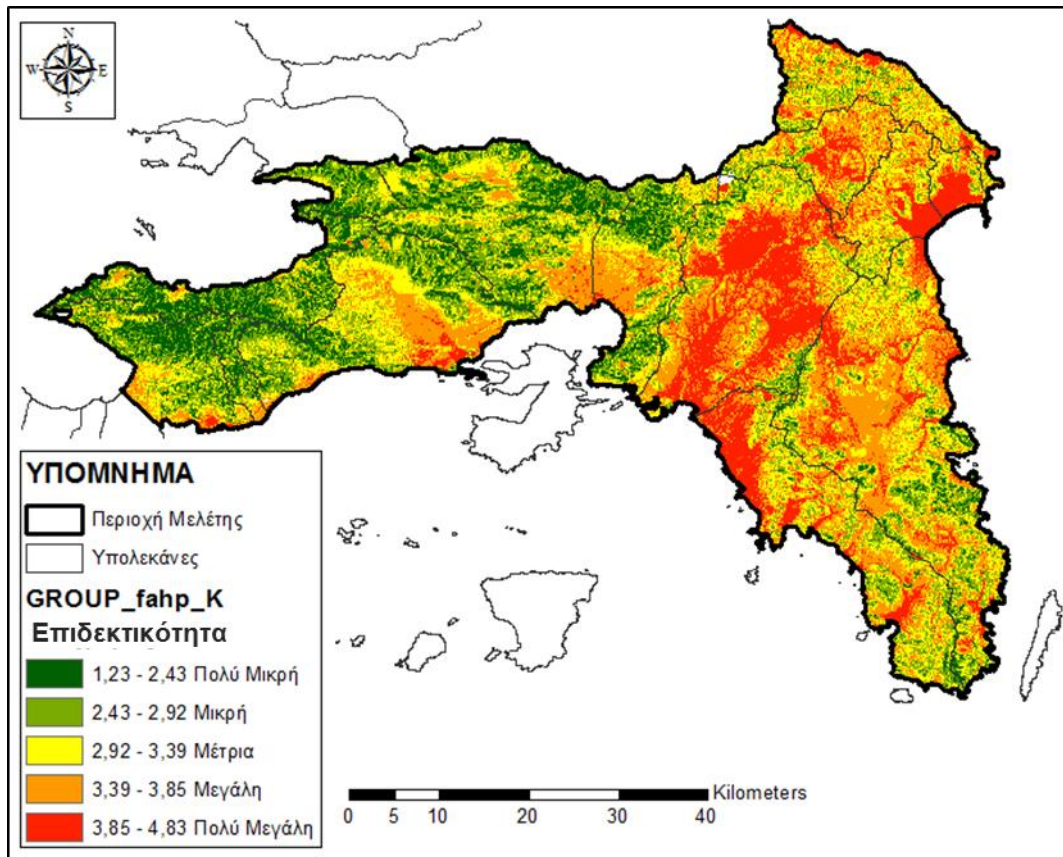 N
W E
S
ΥΠΟΜΝΗΜΑ
Περιοχή Μελέτης
Υπολεκάνες
GROUP_fahp_K
Επιδεκτικότητα
1,23 - 2,43 Πολύ Μικρή
2,43 - 2,92 Μικρή
2,92 - 3,39 Μέτρια
3,39 - 3,85 Μεγάλη
3,85 - 4,83 Πολύ Μεγάλη
Kilometers
0 5 10 20 30 40